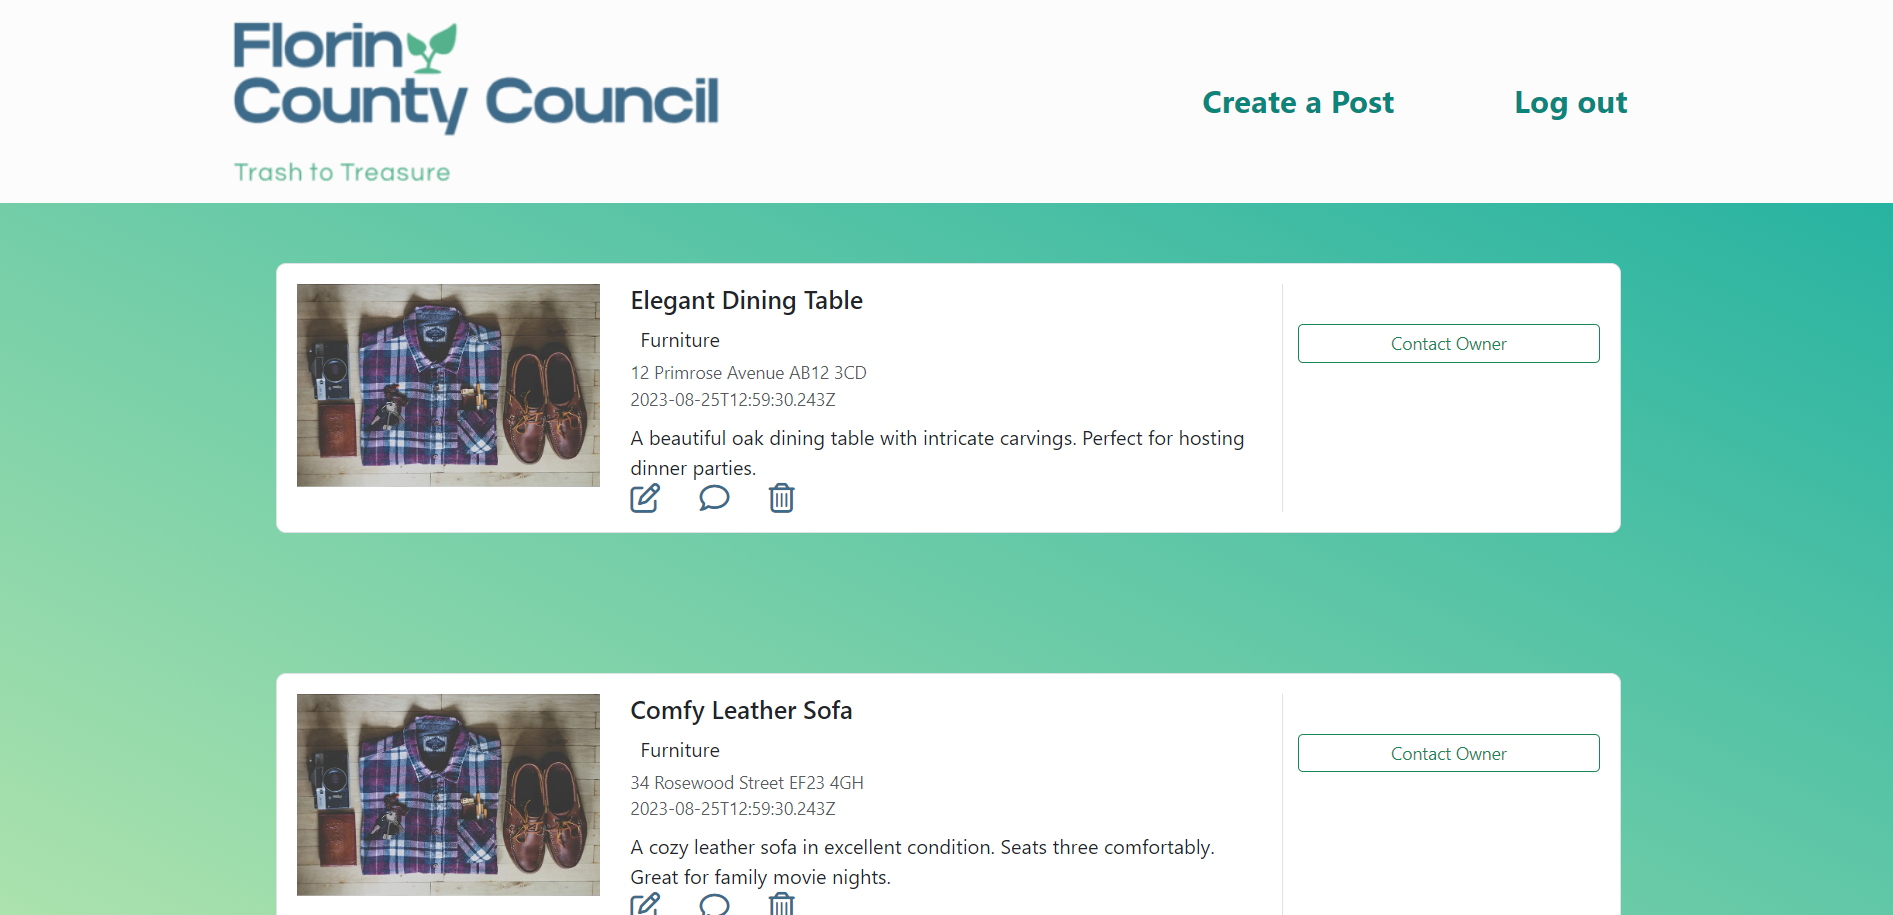 Florin
County Council
Trash to Treasure
Create a Post
Log out
Elegant Dining Table
Furniture
12 Primrose Avenue AB12 3CD
2023-08-25T12:59:30.243Z
A beautiful oak dining table with intricate carvings. Perfect for hosting
dinner parties.
Contact Owner
Comfy Leather Sofa
Furniture
34 Rosewood Street EF23 4GH
2023-08-25T12:59:30.243Z
A cozy leather sofa in excellent condition. Seats three comfortably.
Great for family movie nights.
Contact Owner